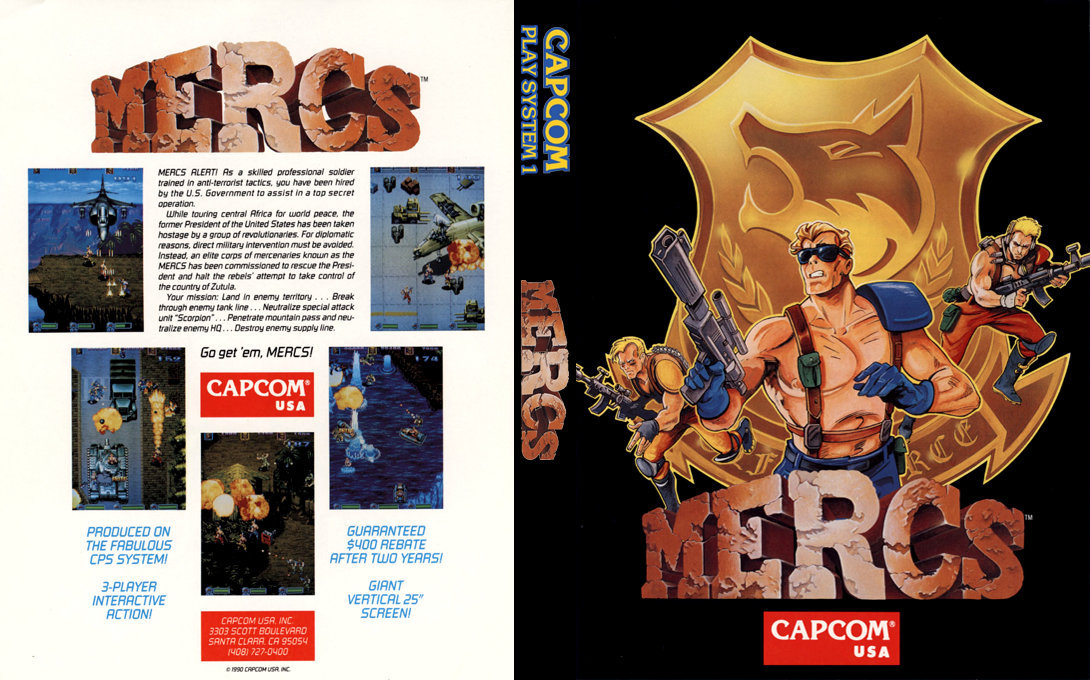 MERCS™
MERCS ALERT! As a skilled professional soldier
trained in anti-terrorist tactics, you have been hired
by the U.S. Government to assist in a top secret
operation.
While touring central Africa for world peace, the
former President of the United States has been taken
hostage by a group of revolutionaries. For diplomatic
reasons, direct military intervention must be avoided.
Instead, an elite corps of mercenaries known as the
MERCS has been commissioned to rescue the Presi-
dent and halt the rebels' attempt to take control of
the country of Zutula.
Your mission: Land in enemy territory . . . Break
through enemy tank line . . . Neutralize special attack
unit "Scorpion" . . . Penetrate mountain pass and neu-
tralize enemy HQ . . . Destroy enemy supply line.
Go get 'em, MERCS!
CAPCOM®
USA
PRODUCED ON
THE FABULOUS
CPS SYSTEM!
3-PLAYER
INTERACTIVE
ACTION!
GUARANTEED
$400 REBATE
AFTER TWO YEARS!
GIANT
VERTICAL 25"
SCREEN!
CAPCOM USA, INC.
3303 SCOTT BOULEVARD
SANTA CLARA, CA 95054
(408) 727-0400
© 1990 CAPCOM USA, INC.
CAPCOM
PLAY SYSTEM 1
MERCS
MERCS™
CAPCOM®
USA